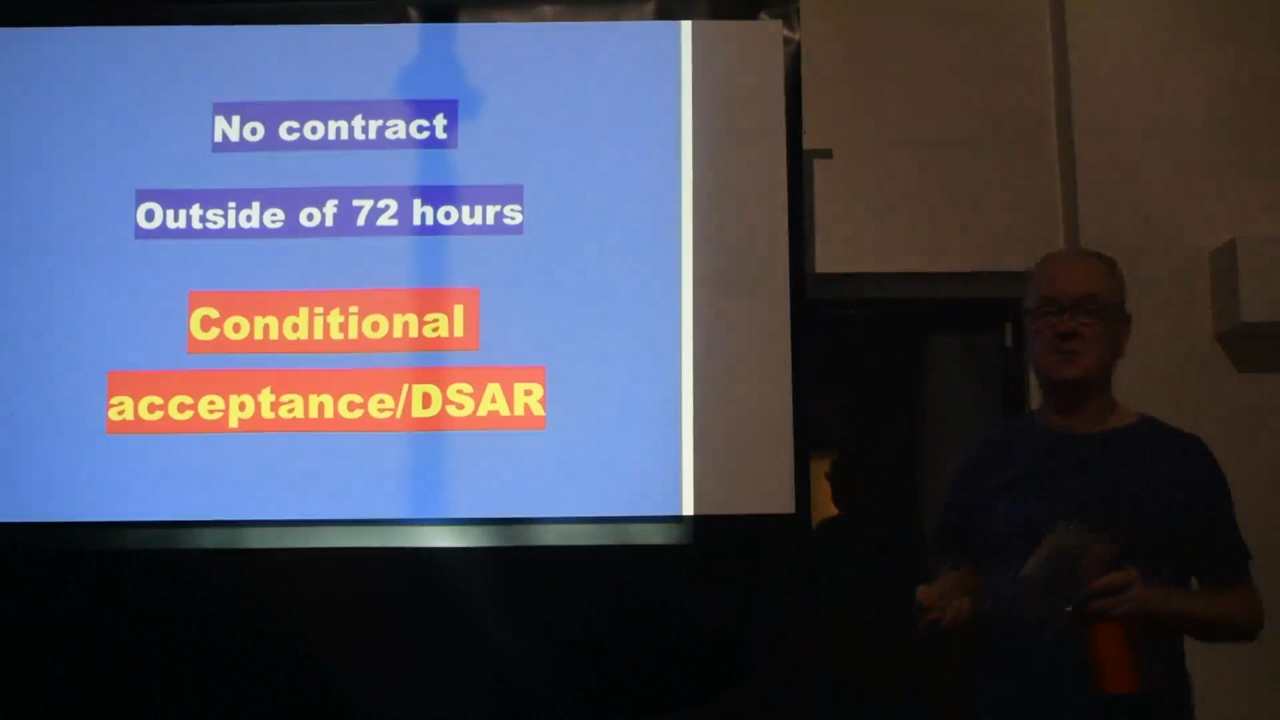 No contract
Outside of 72 hours
Conditional
acceptance/DSAR